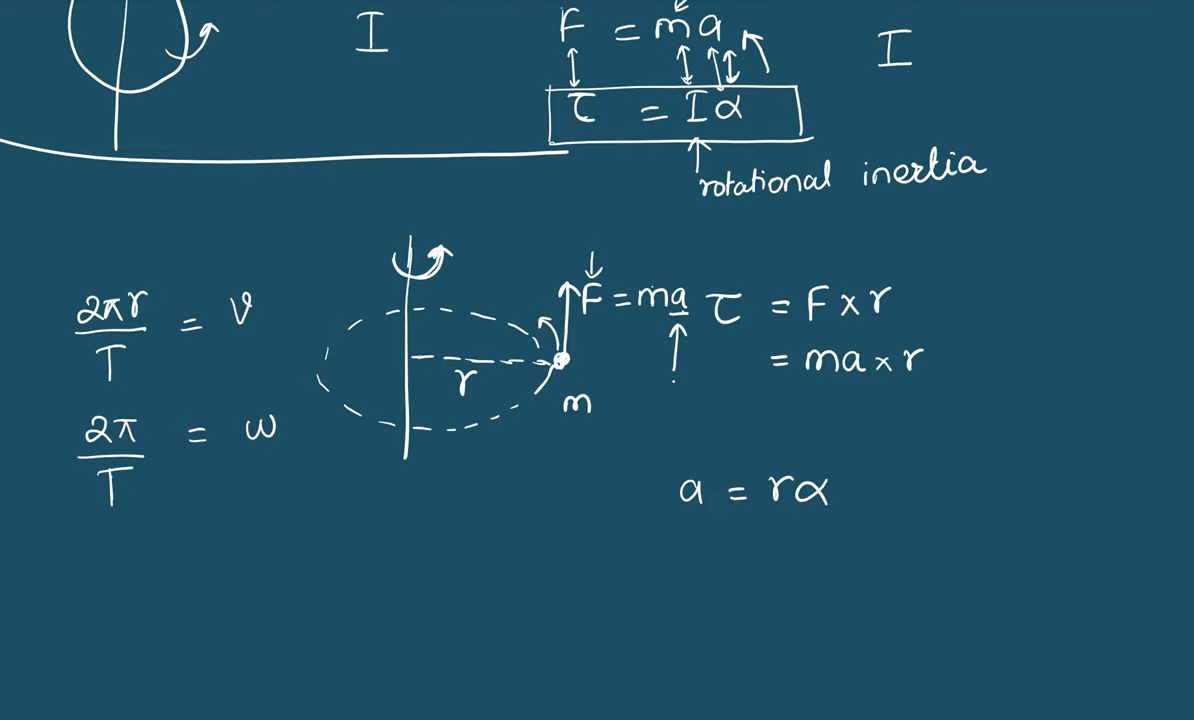 I
F = ma
I
τ = Iα
rotational inertia
2πr/T = v
F = ma
τ = F × r
= ma × r
r
m
2π/T = ω
a = rα